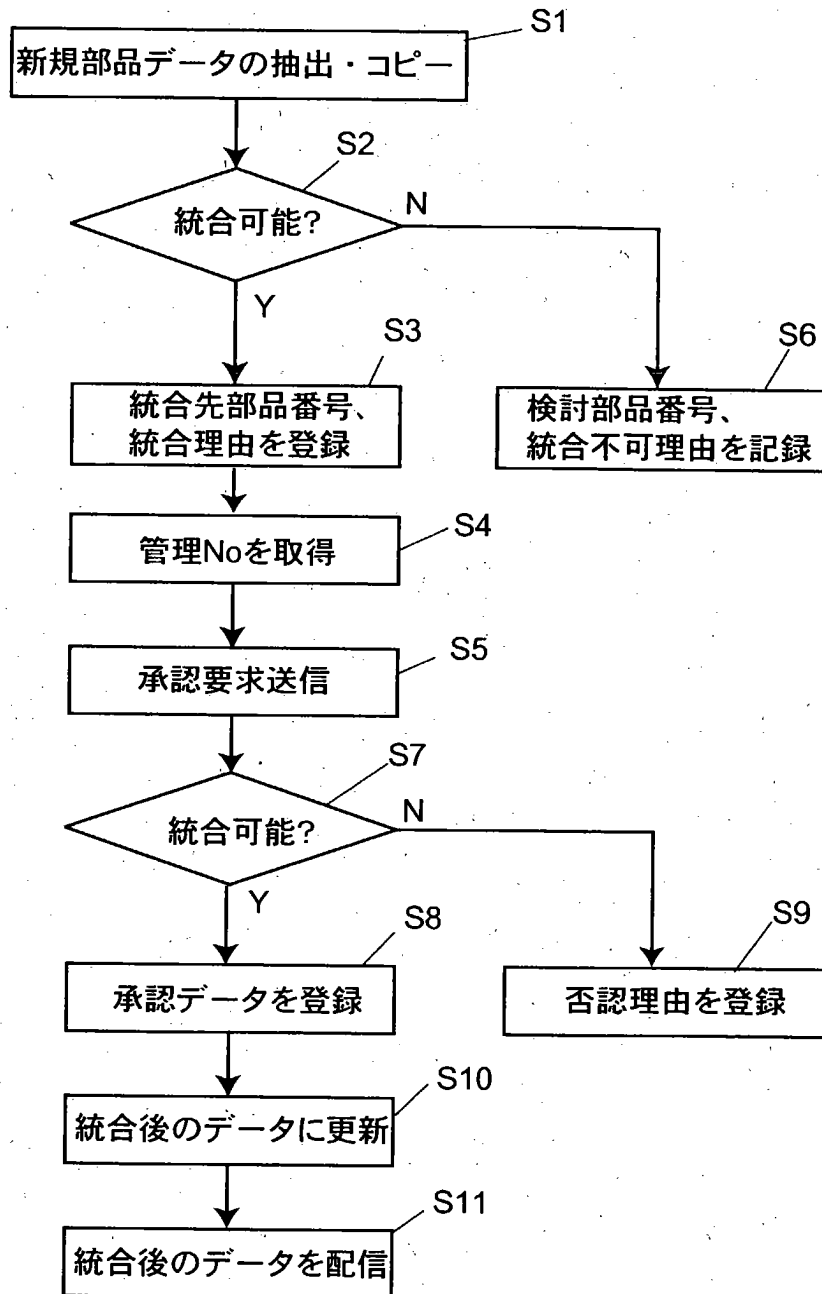 S1
新規部品データの抽出・コピー
S2
統合可能?
N
Y
S3
統合先部品番号、
統合理由を登録
S6
検討部品番号、
統合不可理由を記録
S4
管理Noを取得
S5
承認要求送信
S7
統合可能?
N
Y
S8
承認データを登録
S9
否認理由を登録
S10
統合後のデータに更新
S11
統合後のデータを配信